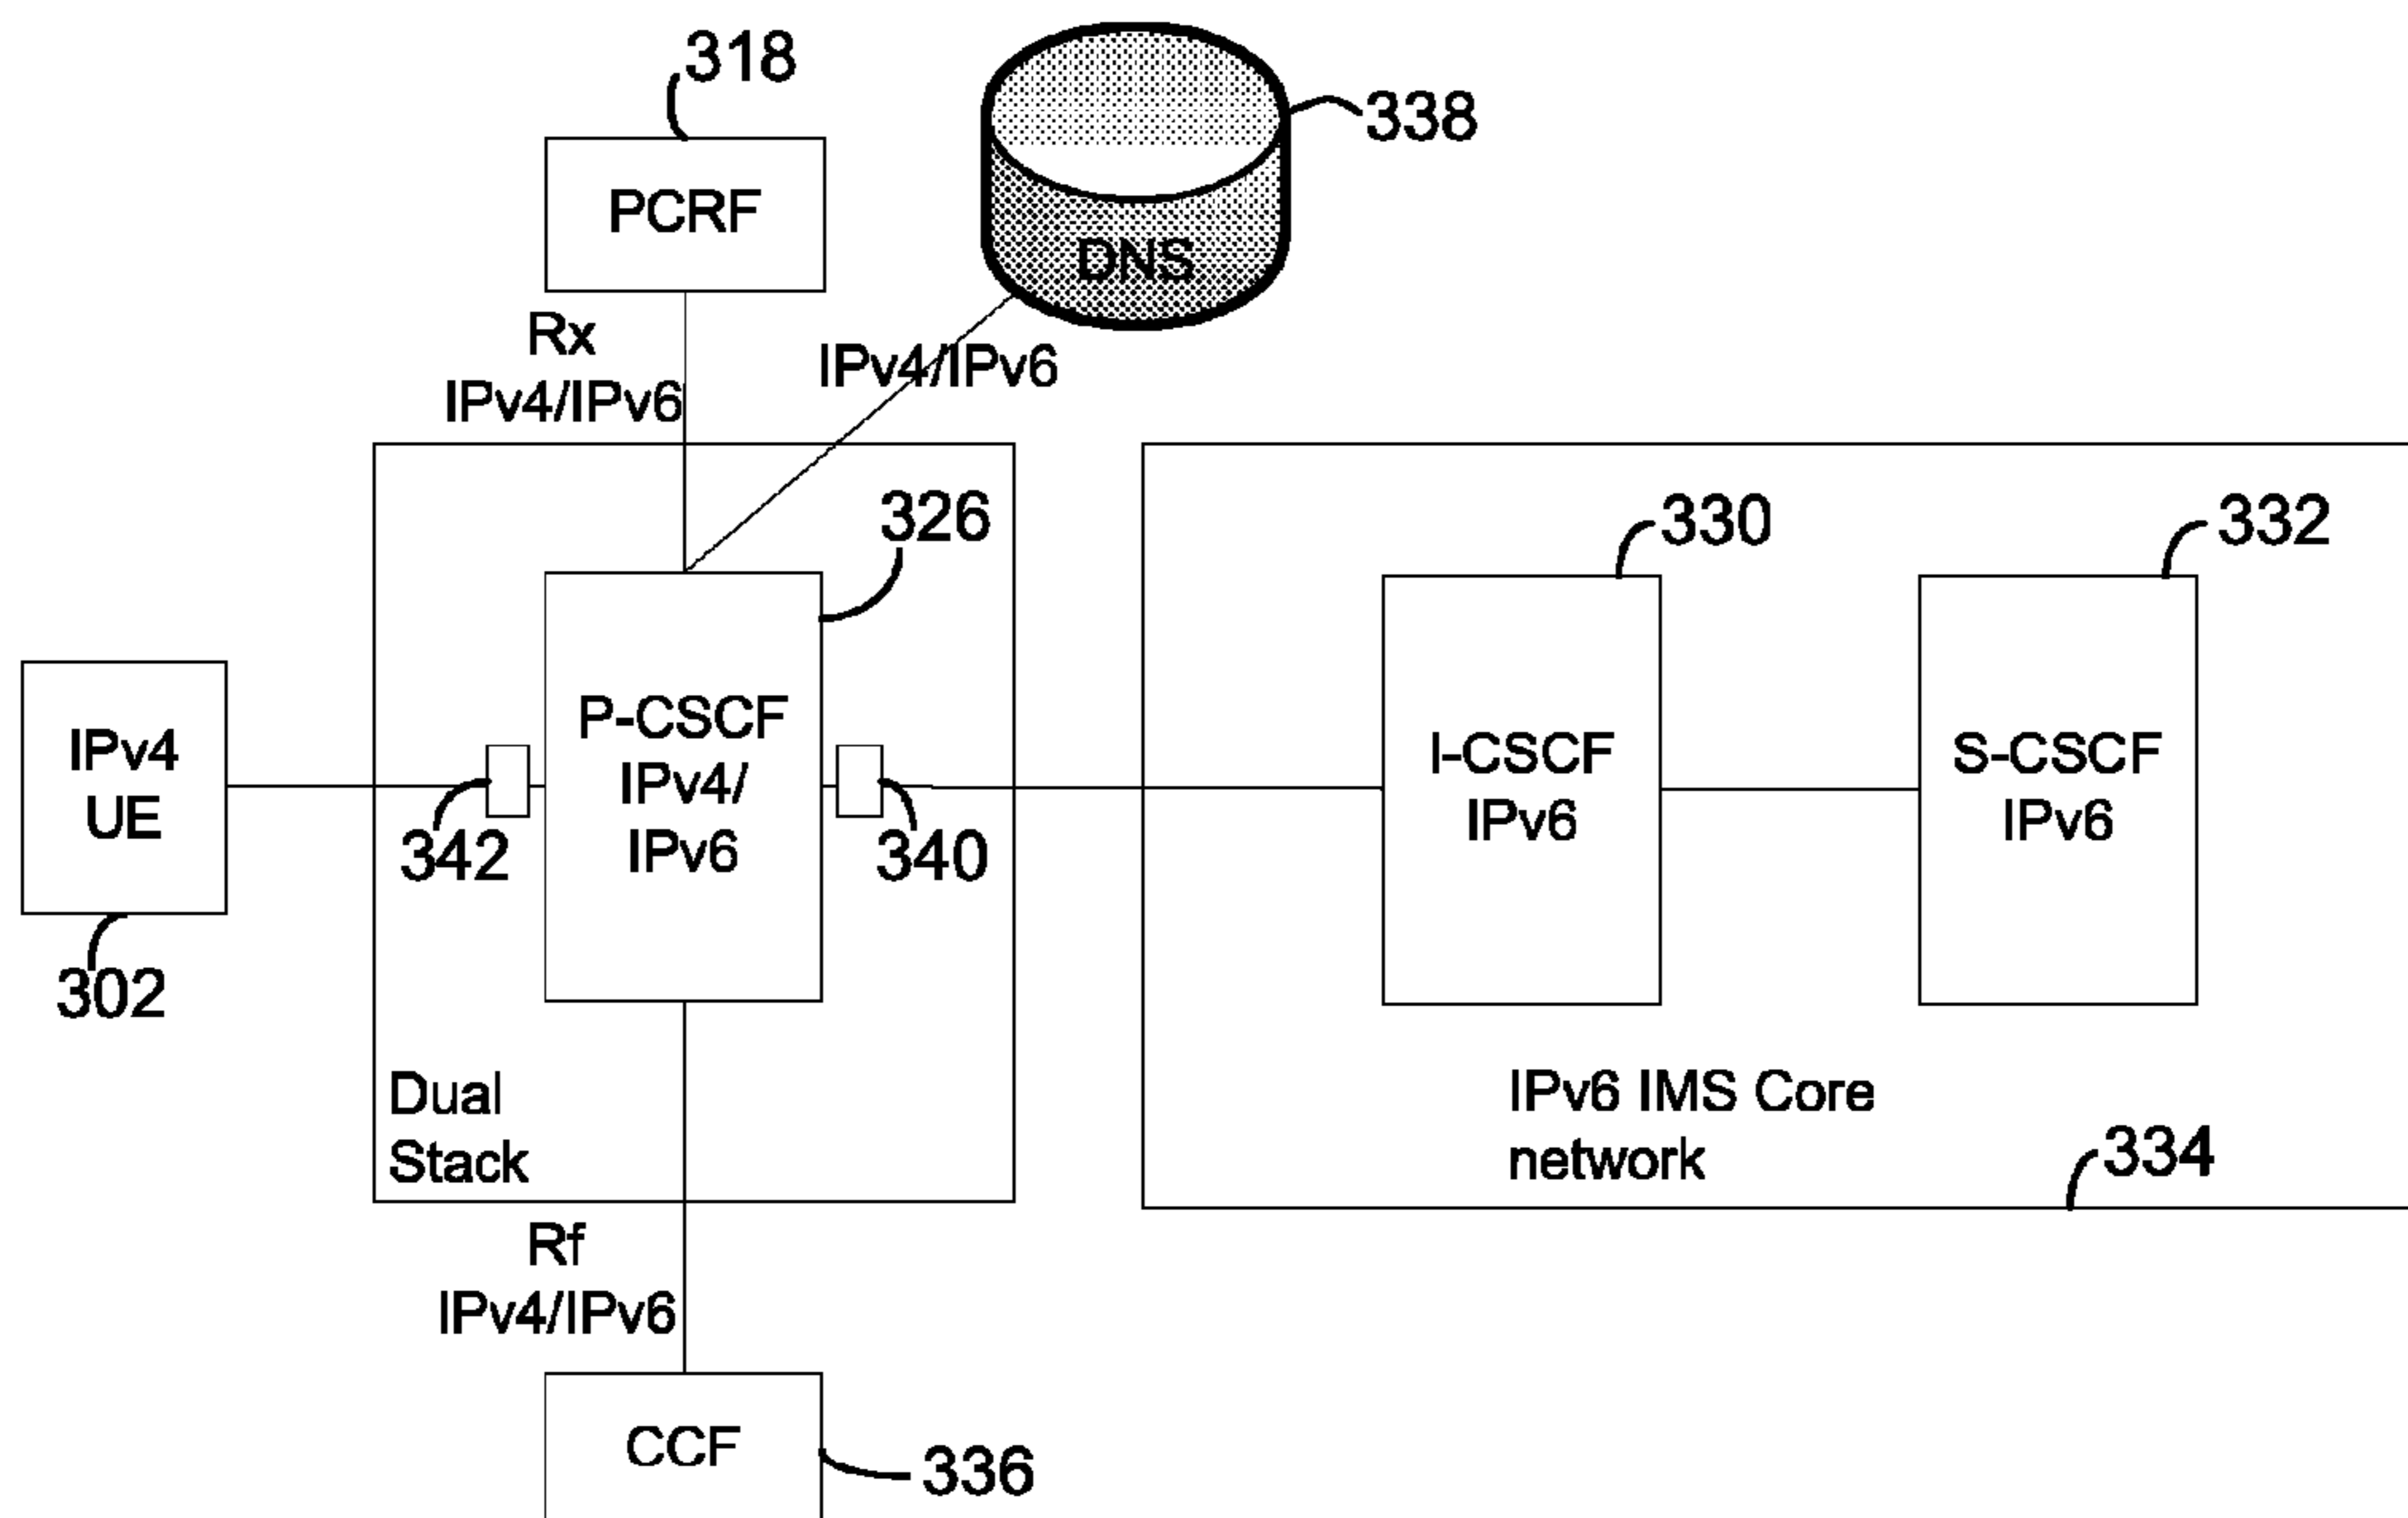 318
PCRF
338
DNS
Rx
IPv4/IPv6
IPv4/IPv6
326
330
332
IPv4
UE
302
342
P-CSCF
IPv4/
IPv6
340
I-CSCF
IPv6
S-CSCF
IPv6
Dual
Stack
IPv6 IMS Core
network
334
Rf
IPv4/IPv6
CCF
336